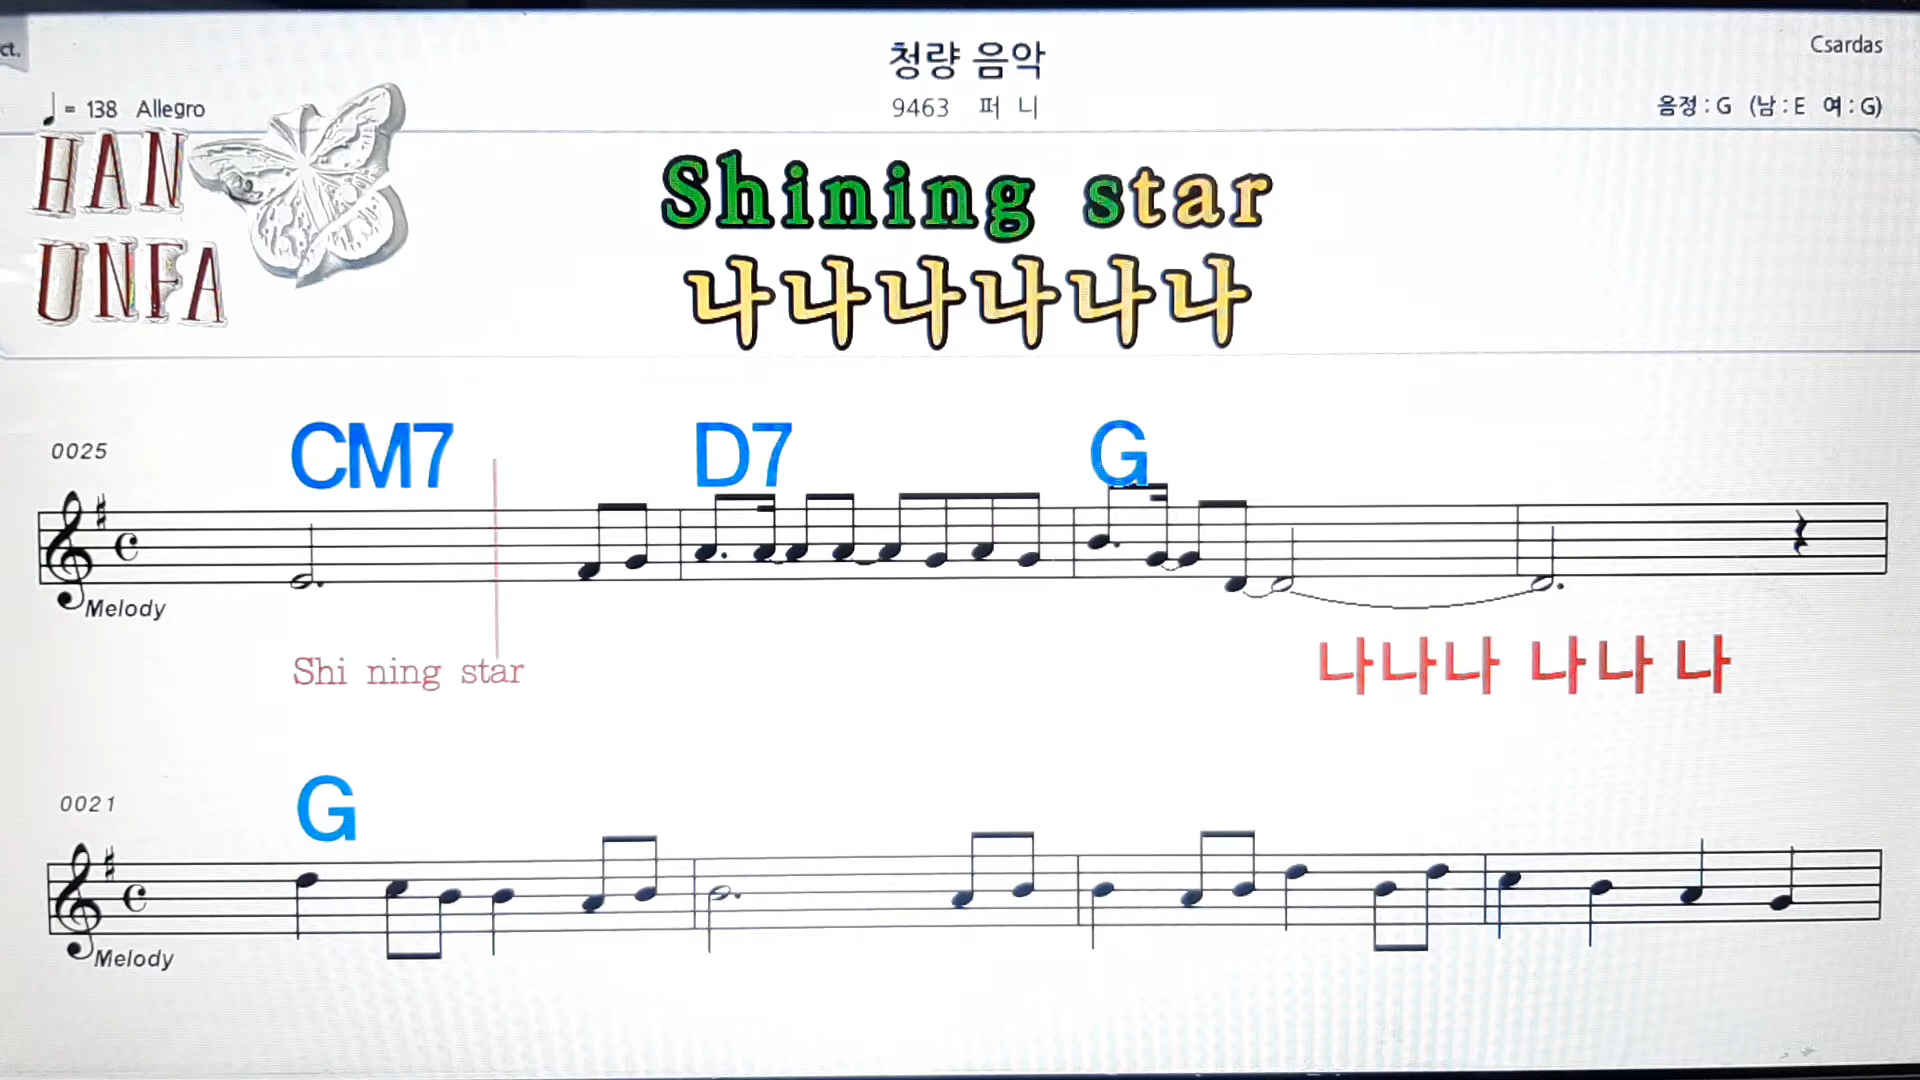 ct.
청량 음악
Csardas
♩= 138 Allegro
9463 퍼 니
음정 : G (남 : E 여 : G)
HAN
UNFA
Shining star
나나나나나나
0025
CM7 D7 G
Melody
Shi ning star 나나나 나나 나
0021
G
Melody